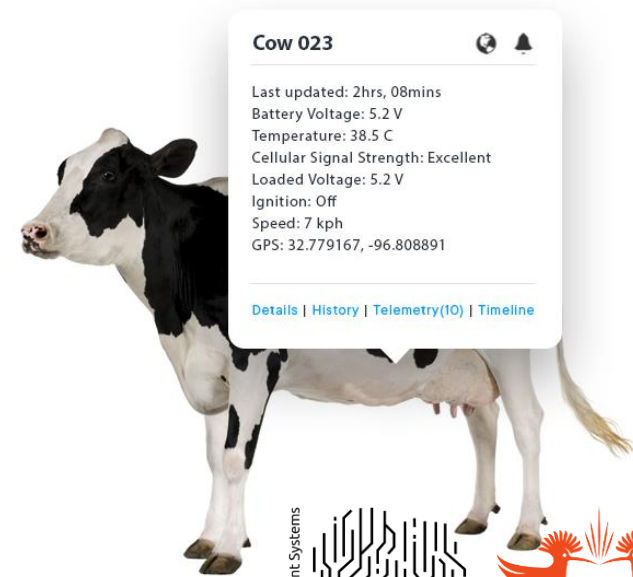 Cow 023
Last updated: 2hrs, 08mins
Battery Voltage: 5.2 V
Temperature: 38.5 C
Cellular Signal Strength: Excellent
Loaded Voltage: 5.2 V
Ignition: Off
Speed: 7 kph
GPS: 32.779167, -96.808891
Details | History | Telemetry(10) | Timeline
nt Systems